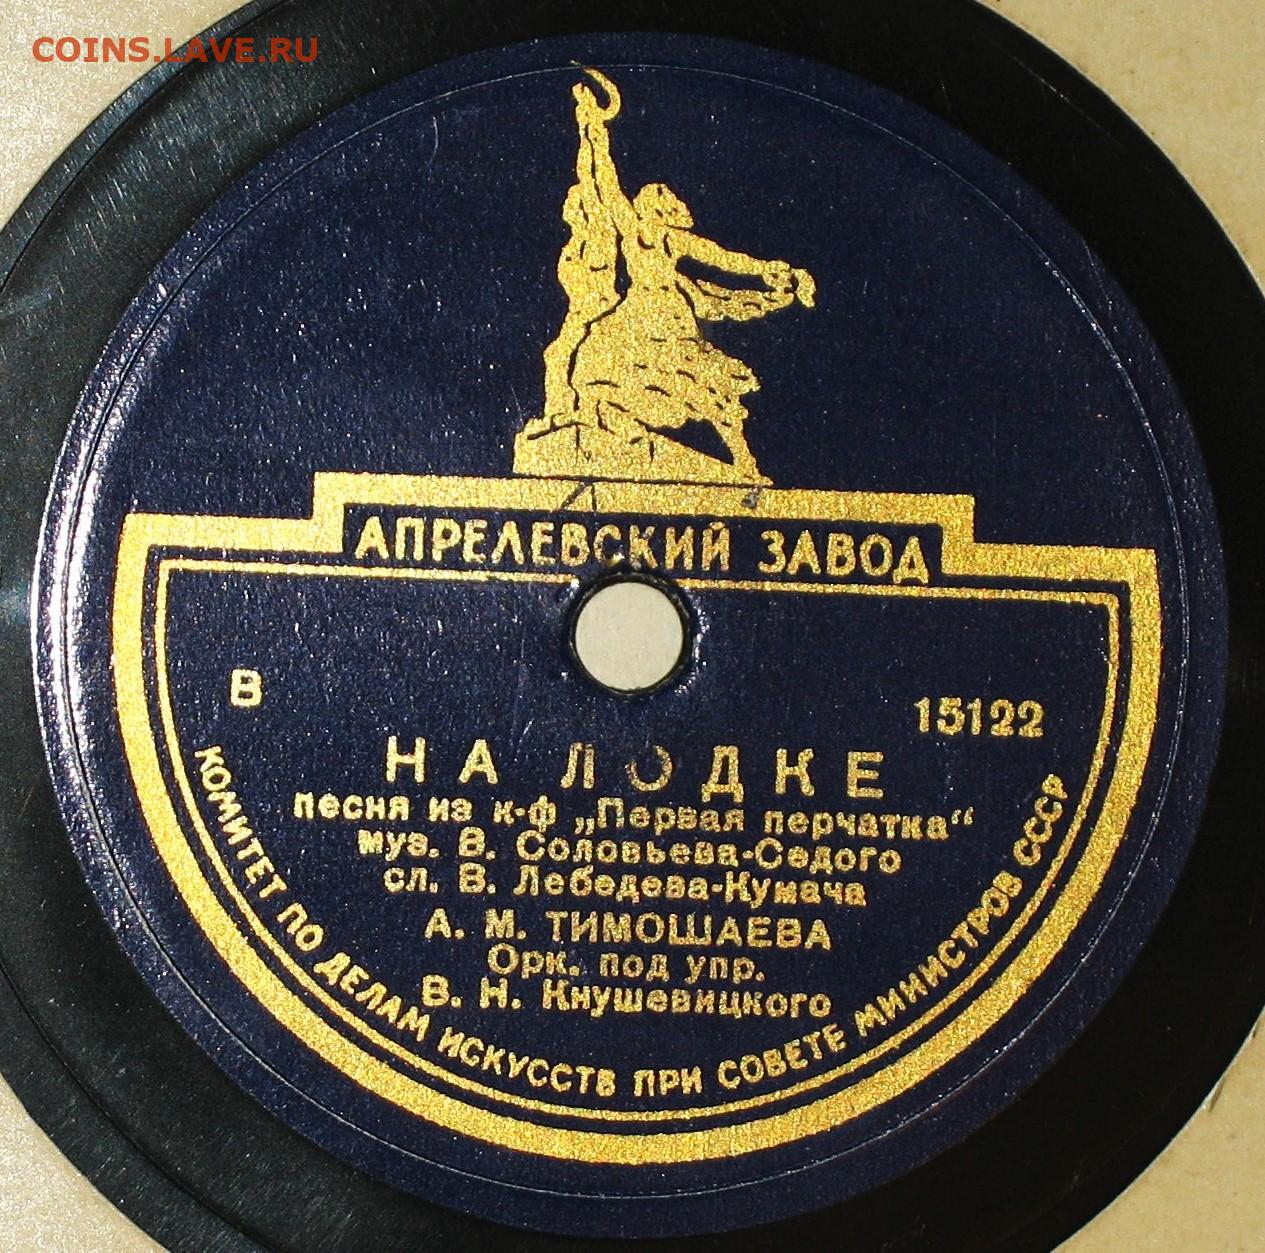 COINS.LAVE.RU
АПРЕЛЕВСКИЙ ЗАВОД
В
15122
НА ЛОДКЕ
песня из к-ф „Первая перчатка“
муз. В. Соловьева-Седого
сл. В. Лебедева-Кумача
А. М. ТИМОШАЕВА
Орк. под упр.
В. Н. Кнушевицкого
КОМИТЕТ ПО ДЕЛАМ ИСКУССТВ ПРИ СОВЕТЕ МИНИСТРОВ СССР